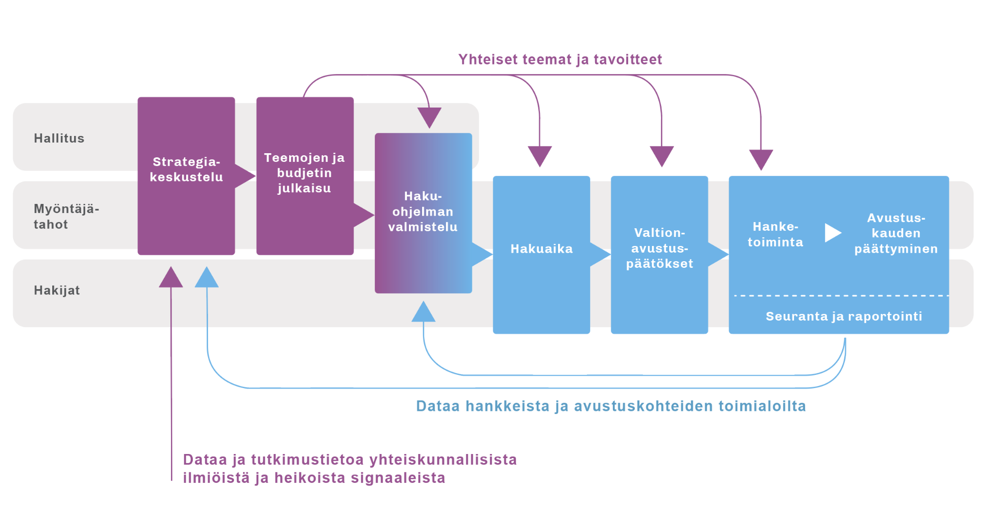 Yhteiset teemat ja tavoitteet
Hallitus
Myöntäjä-
tahot
Hakijat
Strategia-
keskustelu
Teemojen ja
budjetin
julkaisu
Haku-
ohjelman
valmistelu
Hakuaika
Valtion-
avustus-
päätökset
Hanke-
toiminta
Avustus-
kauden
päättyminen
Seuranta ja raportointi
Dataa hankkeista ja avustuskohteiden toimialoilta
Dataa ja tutkimustietoa yhteiskunnallisista
ilmiöistä ja heikoista signaaleista